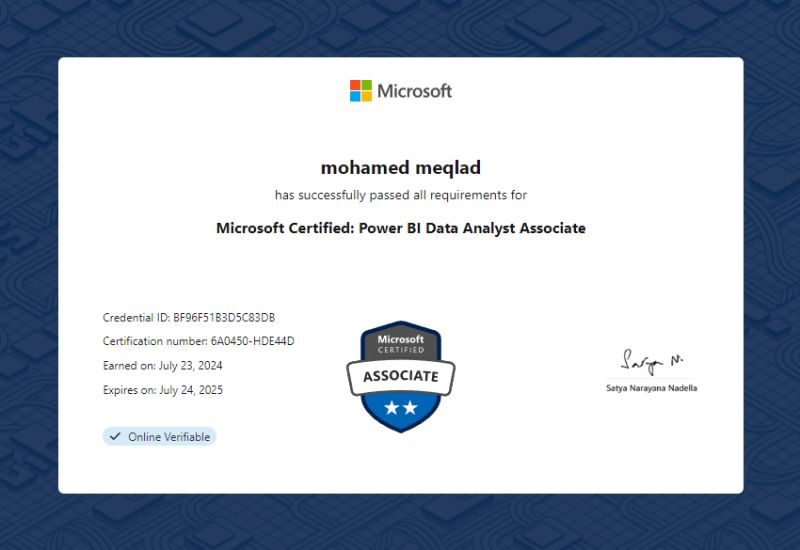 Microsoft
mohamed meqlad
has successfully passed all requirements for
Microsoft Certified: Power BI Data Analyst Associate
Credential ID: BF96F51B3D5C83DB
Certification number: 6A0450-HDE44D
Earned on: July 23, 2024
Expires on: July 24, 2025
Online Verifiable
Microsoft
CERTIFIED
ASSOCIATE
Satya N.
Satya Narayana Nadella